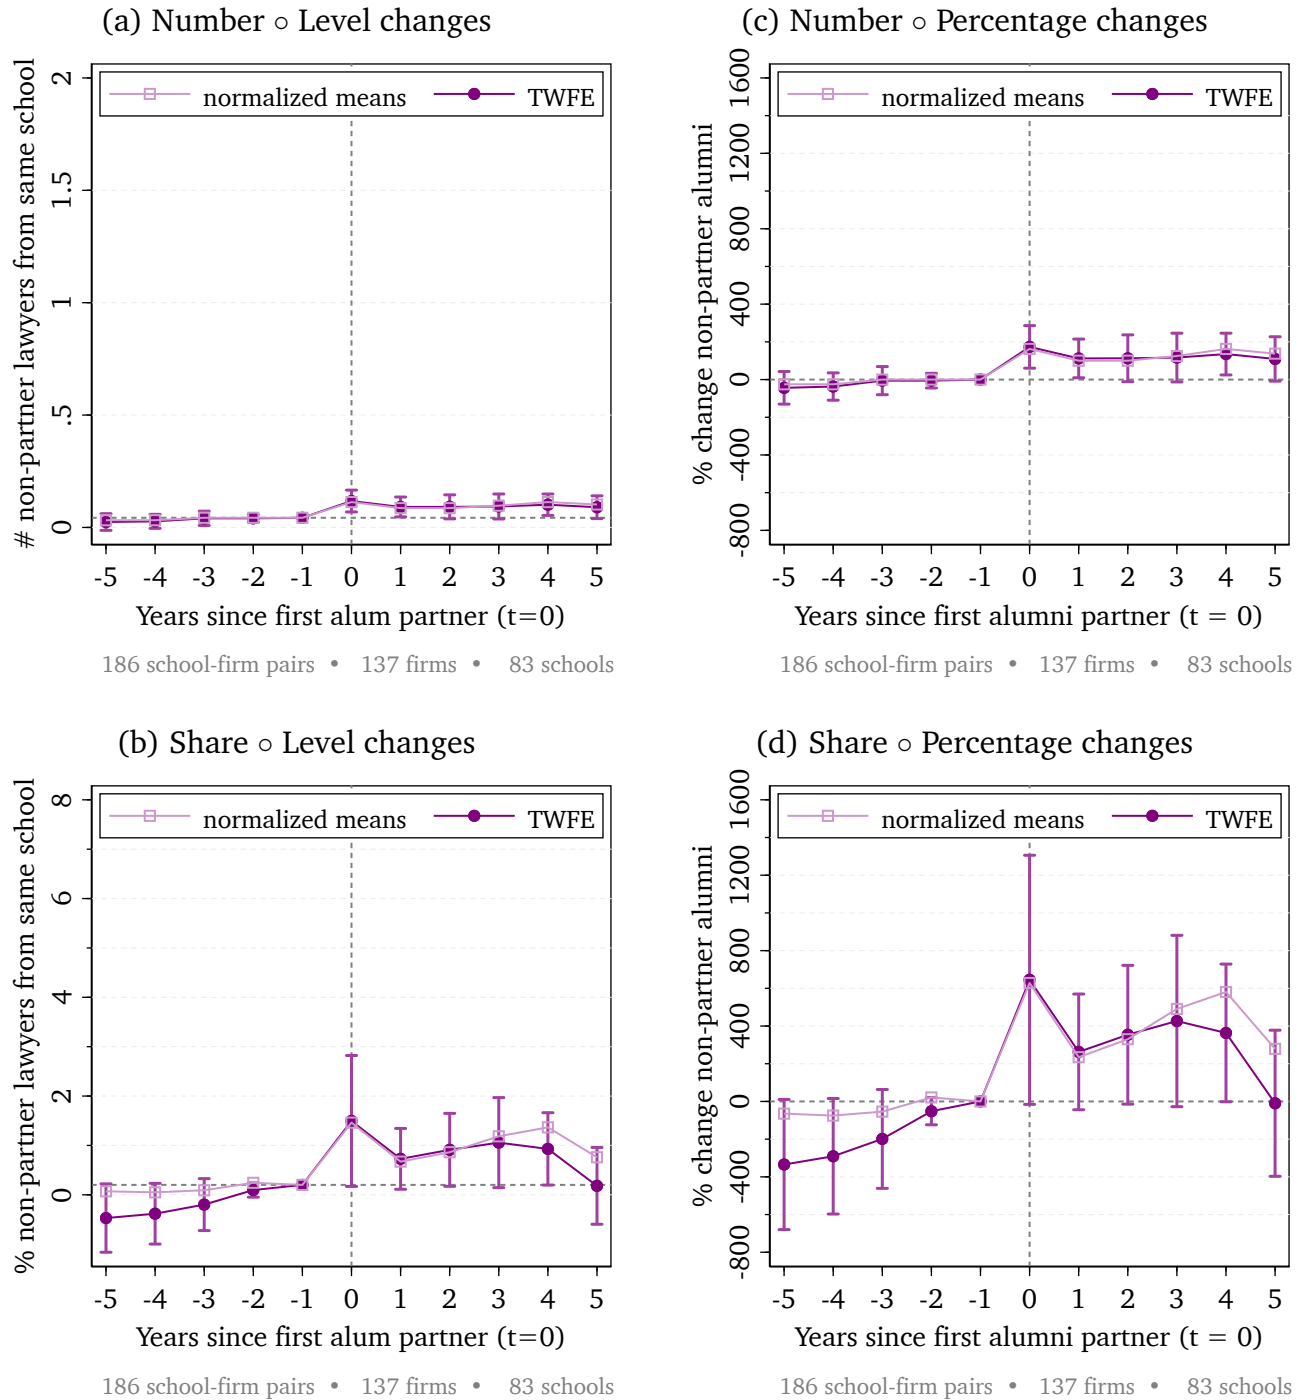 (a) Number ∘ Level changes
# non-partner lawyers from same school
2
1.5
1
.5
0
normalized means
TWFE
-5 -4 -3 -2 -1 0 1 2 3 4 5
Years since first alum partner (t=0)
186 school-firm pairs • 137 firms • 83 schools
(c) Number ∘ Percentage changes
% change non-partner alumni
1600
1200
800
400
0
-400
-800
normalized means
TWFE
-5 -4 -3 -2 -1 0 1 2 3 4 5
Years since first alumni partner (t = 0)
186 school-firm pairs • 137 firms • 83 schools
(b) Share ∘ Level changes
% non-partner lawyers from same school
8
6
4
2
0
normalized means
TWFE
-5 -4 -3 -2 -1 0 1 2 3 4 5
Years since first alum partner (t=0)
186 school-firm pairs • 137 firms • 83 schools
(d) Share ∘ Percentage changes
% change non-partner alumni
1600
1200
800
400
0
-400
-800
normalized means
TWFE
-5 -4 -3 -2 -1 0 1 2 3 4 5
Years since first alumni partner (t = 0)
186 school-firm pairs • 137 firms • 83 schools